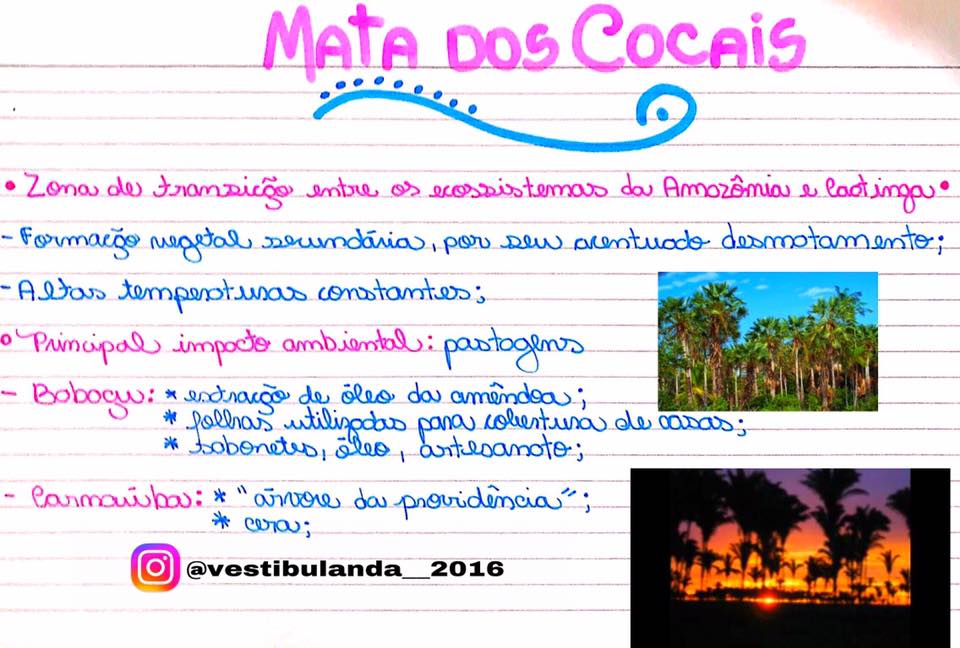 MATA DOS COCAIS
• Zona de transição entre os ecossistemas da Amazônia e Caatinga •
- Formação vegetal secundária, por seu acentuado desmatamento;
- Altas temperaturas constantes;
• Principal impacto ambiental: pastagens
- Babaçu: * extração de óleo da amêndoa;
* folhas utilizadas para cobertura de casas;
* sabonetes, óleo, artesanato;
- Carnaúba: * "árvore da providência";
* cera;
@vestibulanda__2016